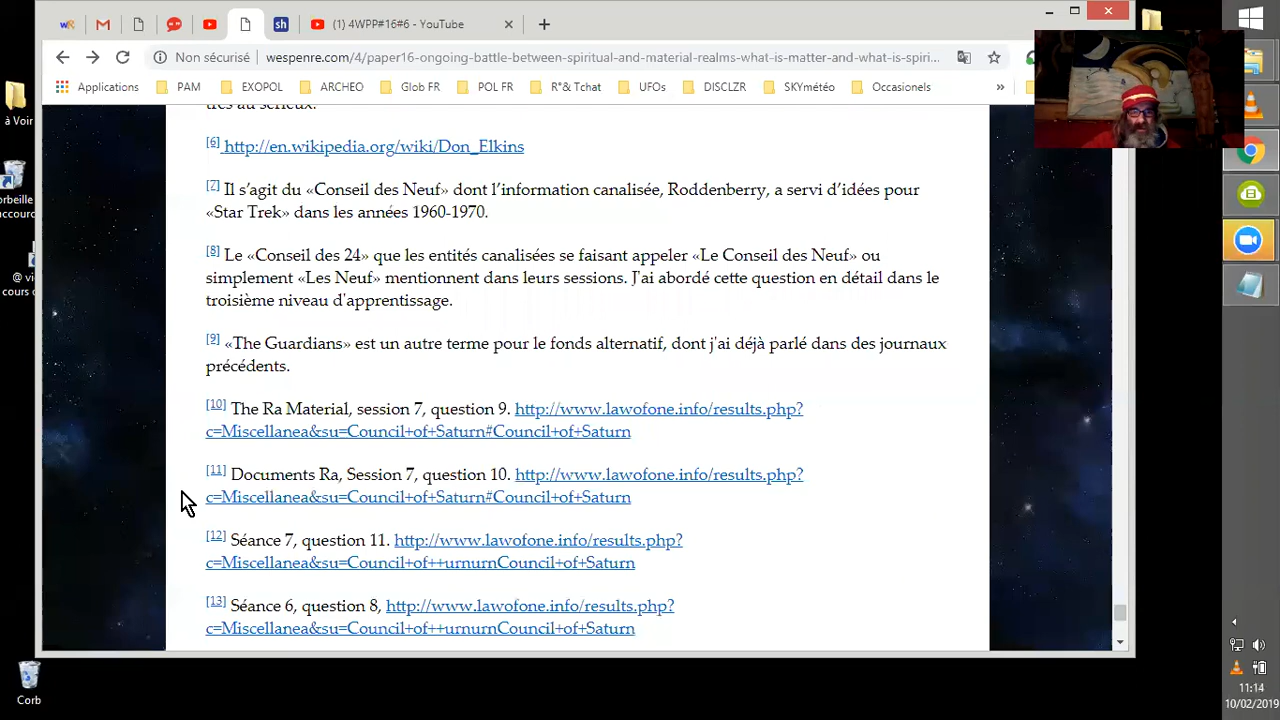 (1) 4WPP#16#6 - YouTube
Non sécurisé wespenre.com/4/paper16-ongoing-battle-between-spiritual-and-material-realms-what-is-matter-and-what-is-spiri...
Applications PAM EXOPOL ARCHEO Glob FR POL FR R°& Tchat UFOs DISCLZR SKYmétéo Occasionels »
très au sérieux.
[6] http://en.wikipedia.org/wiki/Don_Elkins
[7] Il s’agit du «Conseil des Neuf» dont l’information canalisée, Roddenberry, a servi d’idées pour
«Star Trek» dans les années 1960-1970.
[8] Le «Conseil des 24» que les entités canalisées se faisant appeler «Le Conseil des Neuf» ou
simplement «Les Neuf» mentionnent dans leurs sessions. J'ai abordé cette question en détail dans le
troisième niveau d'apprentissage.
[9] «The Guardians» est un autre terme pour le fonds alternatif, dont j'ai déjà parlé dans des journaux
précédents.
[10] The Ra Material, session 7, question 9. http://www.lawofone.info/results.php?
c=Miscellanea&su=Council+of+Saturn#Council+of+Saturn
[11] Documents Ra, Session 7, question 10. http://www.lawofone.info/results.php?
c=Miscellanea&su=Council+of+Saturn#Council+of+Saturn
[12] Séance 7, question 11. http://www.lawofone.info/results.php?
c=Miscellanea&su=Council+of++urnurnCouncil+of+Saturn
[13] Séance 6, question 8, http://www.lawofone.info/results.php?
c=Miscellanea&su=Council+of++urnurnCouncil+of+Saturn
à Voir
orbeille
accour
@ vi
cours
Corb
11:14
10/02/2019